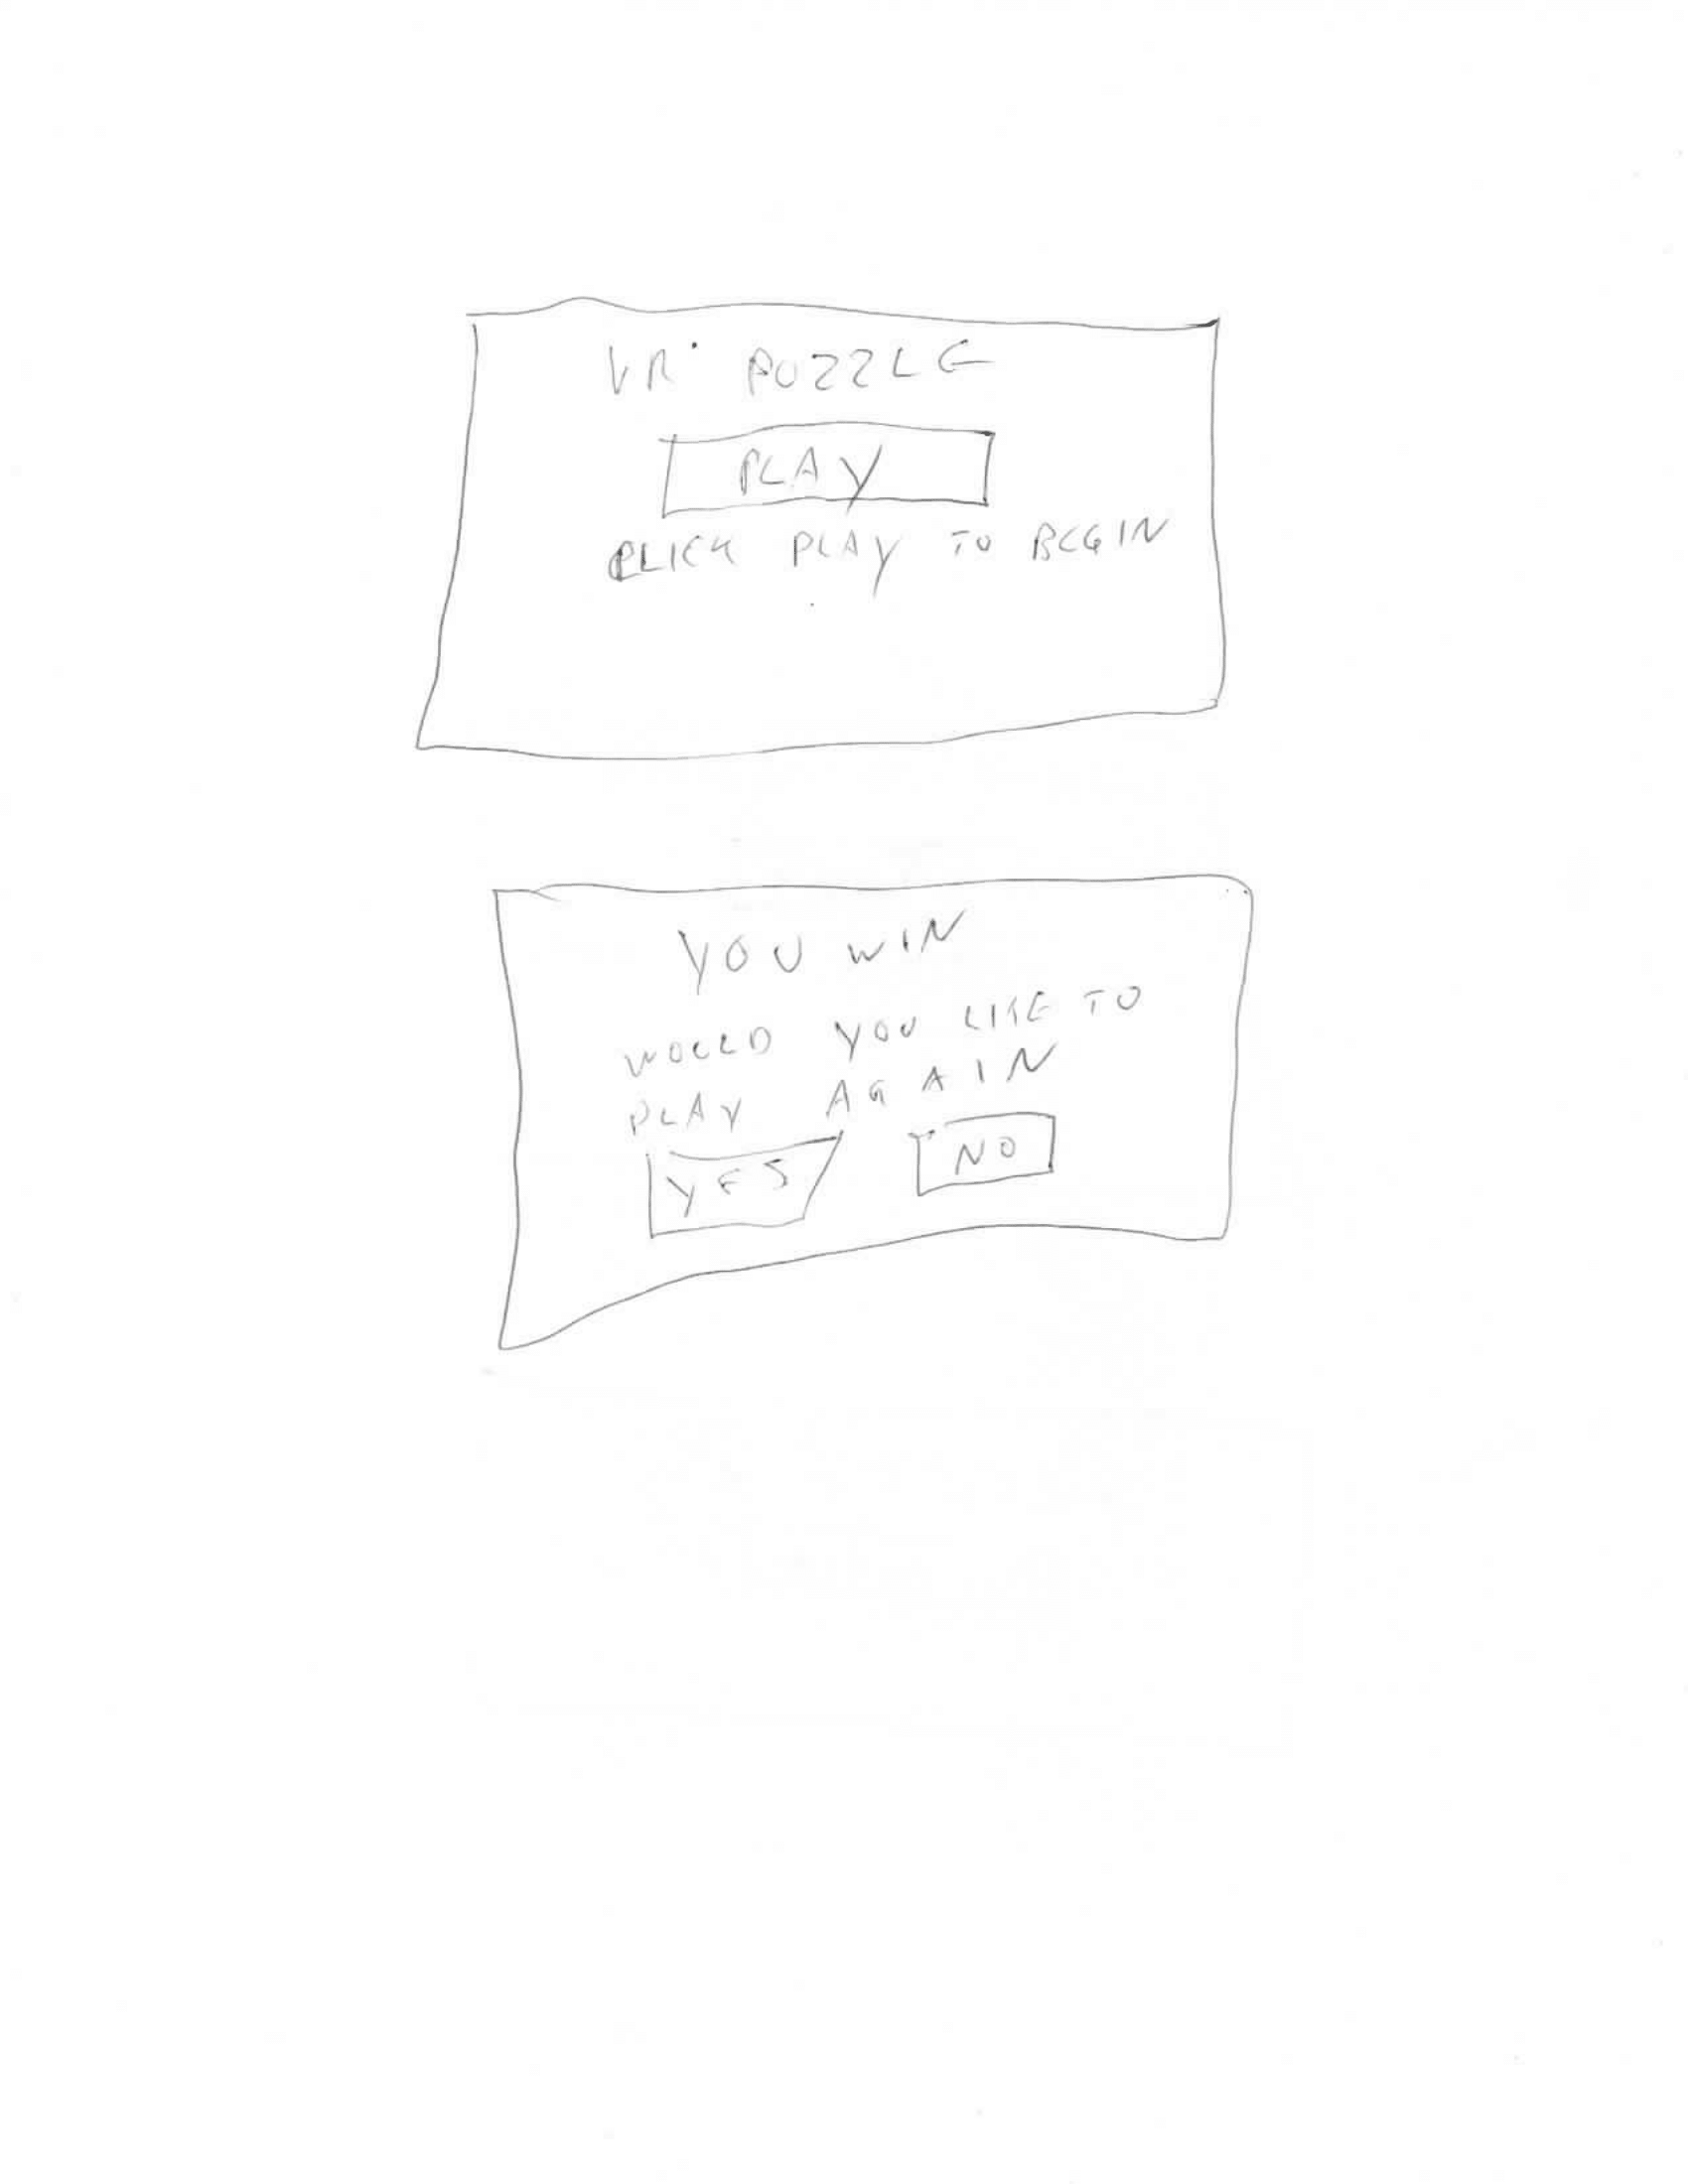 VR PUZZLE
PLAY
CLICK PLAY TO BEGIN
YOU WIN
WOULD YOU LIKE TO
PLAY AGAIN
YES NO